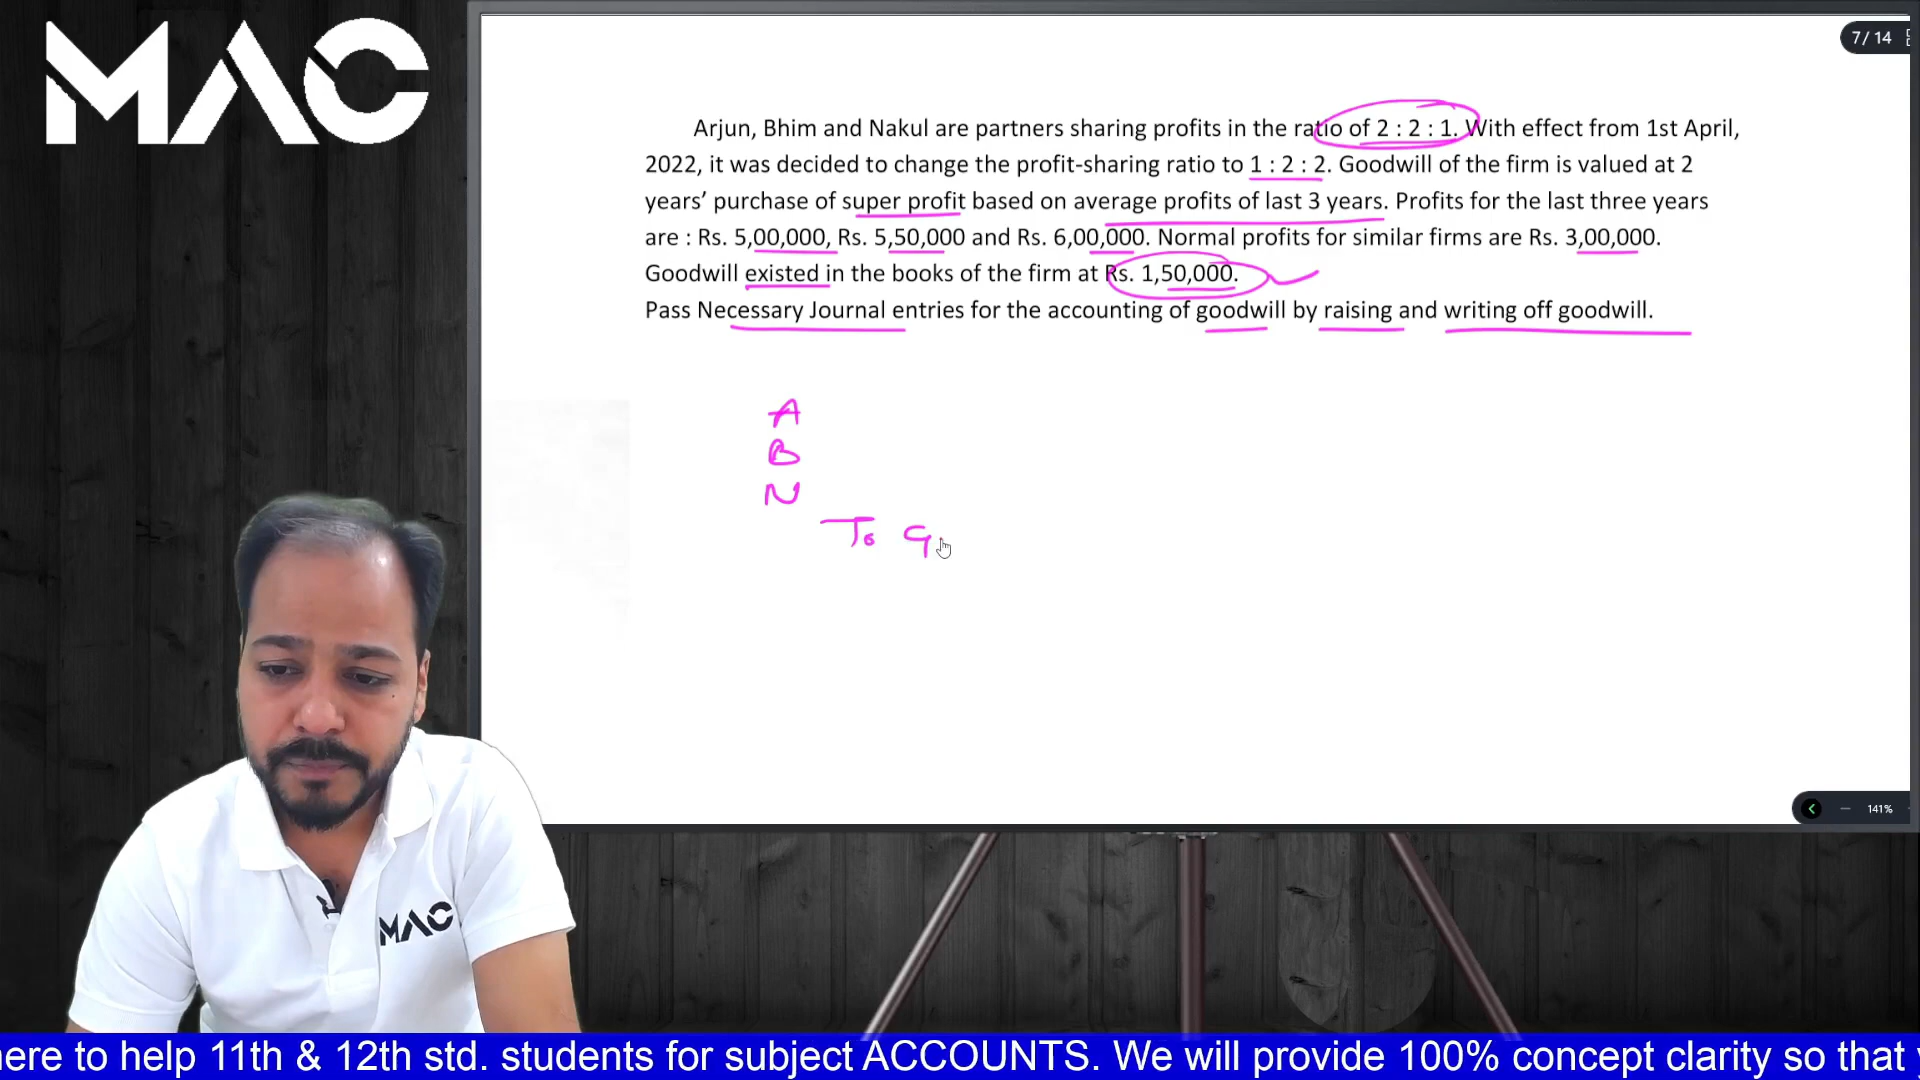 MAC
7/ 14
Arjun, Bhim and Nakul are partners sharing profits in the ratio of 2 : 2 : 1. With effect from 1st April,
2022, it was decided to change the profit-sharing ratio to 1 : 2 : 2. Goodwill of the firm is valued at 2
years’ purchase of super profit based on average profits of last 3 years. Profits for the last three years
are : Rs. 5,00,000, Rs. 5,50,000 and Rs. 6,00,000. Normal profits for similar firms are Rs. 3,00,000.
Goodwill existed in the books of the firm at Rs. 1,50,000.
Pass Necessary Journal entries for the accounting of goodwill by raising and writing off goodwill.
A
B
N
To G
MAC
141%
here to help 11th & 12th std. students for subject ACCOUNTS. We will provide 100% concept clarity so that